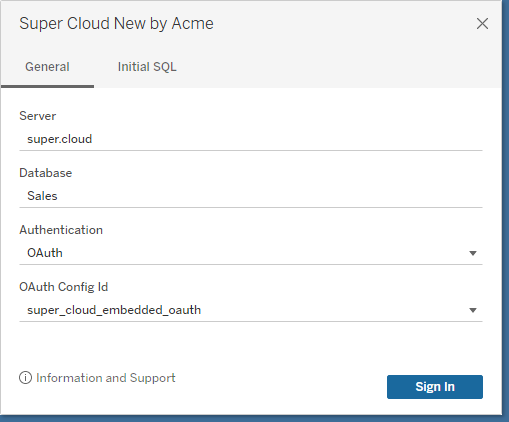 Super Cloud New by Acme
General Initial SQL
Server
super.cloud
Database
Sales
Authentication
OAuth
OAuth Config Id
super_cloud_embedded_oauth
Information and Support
Sign In